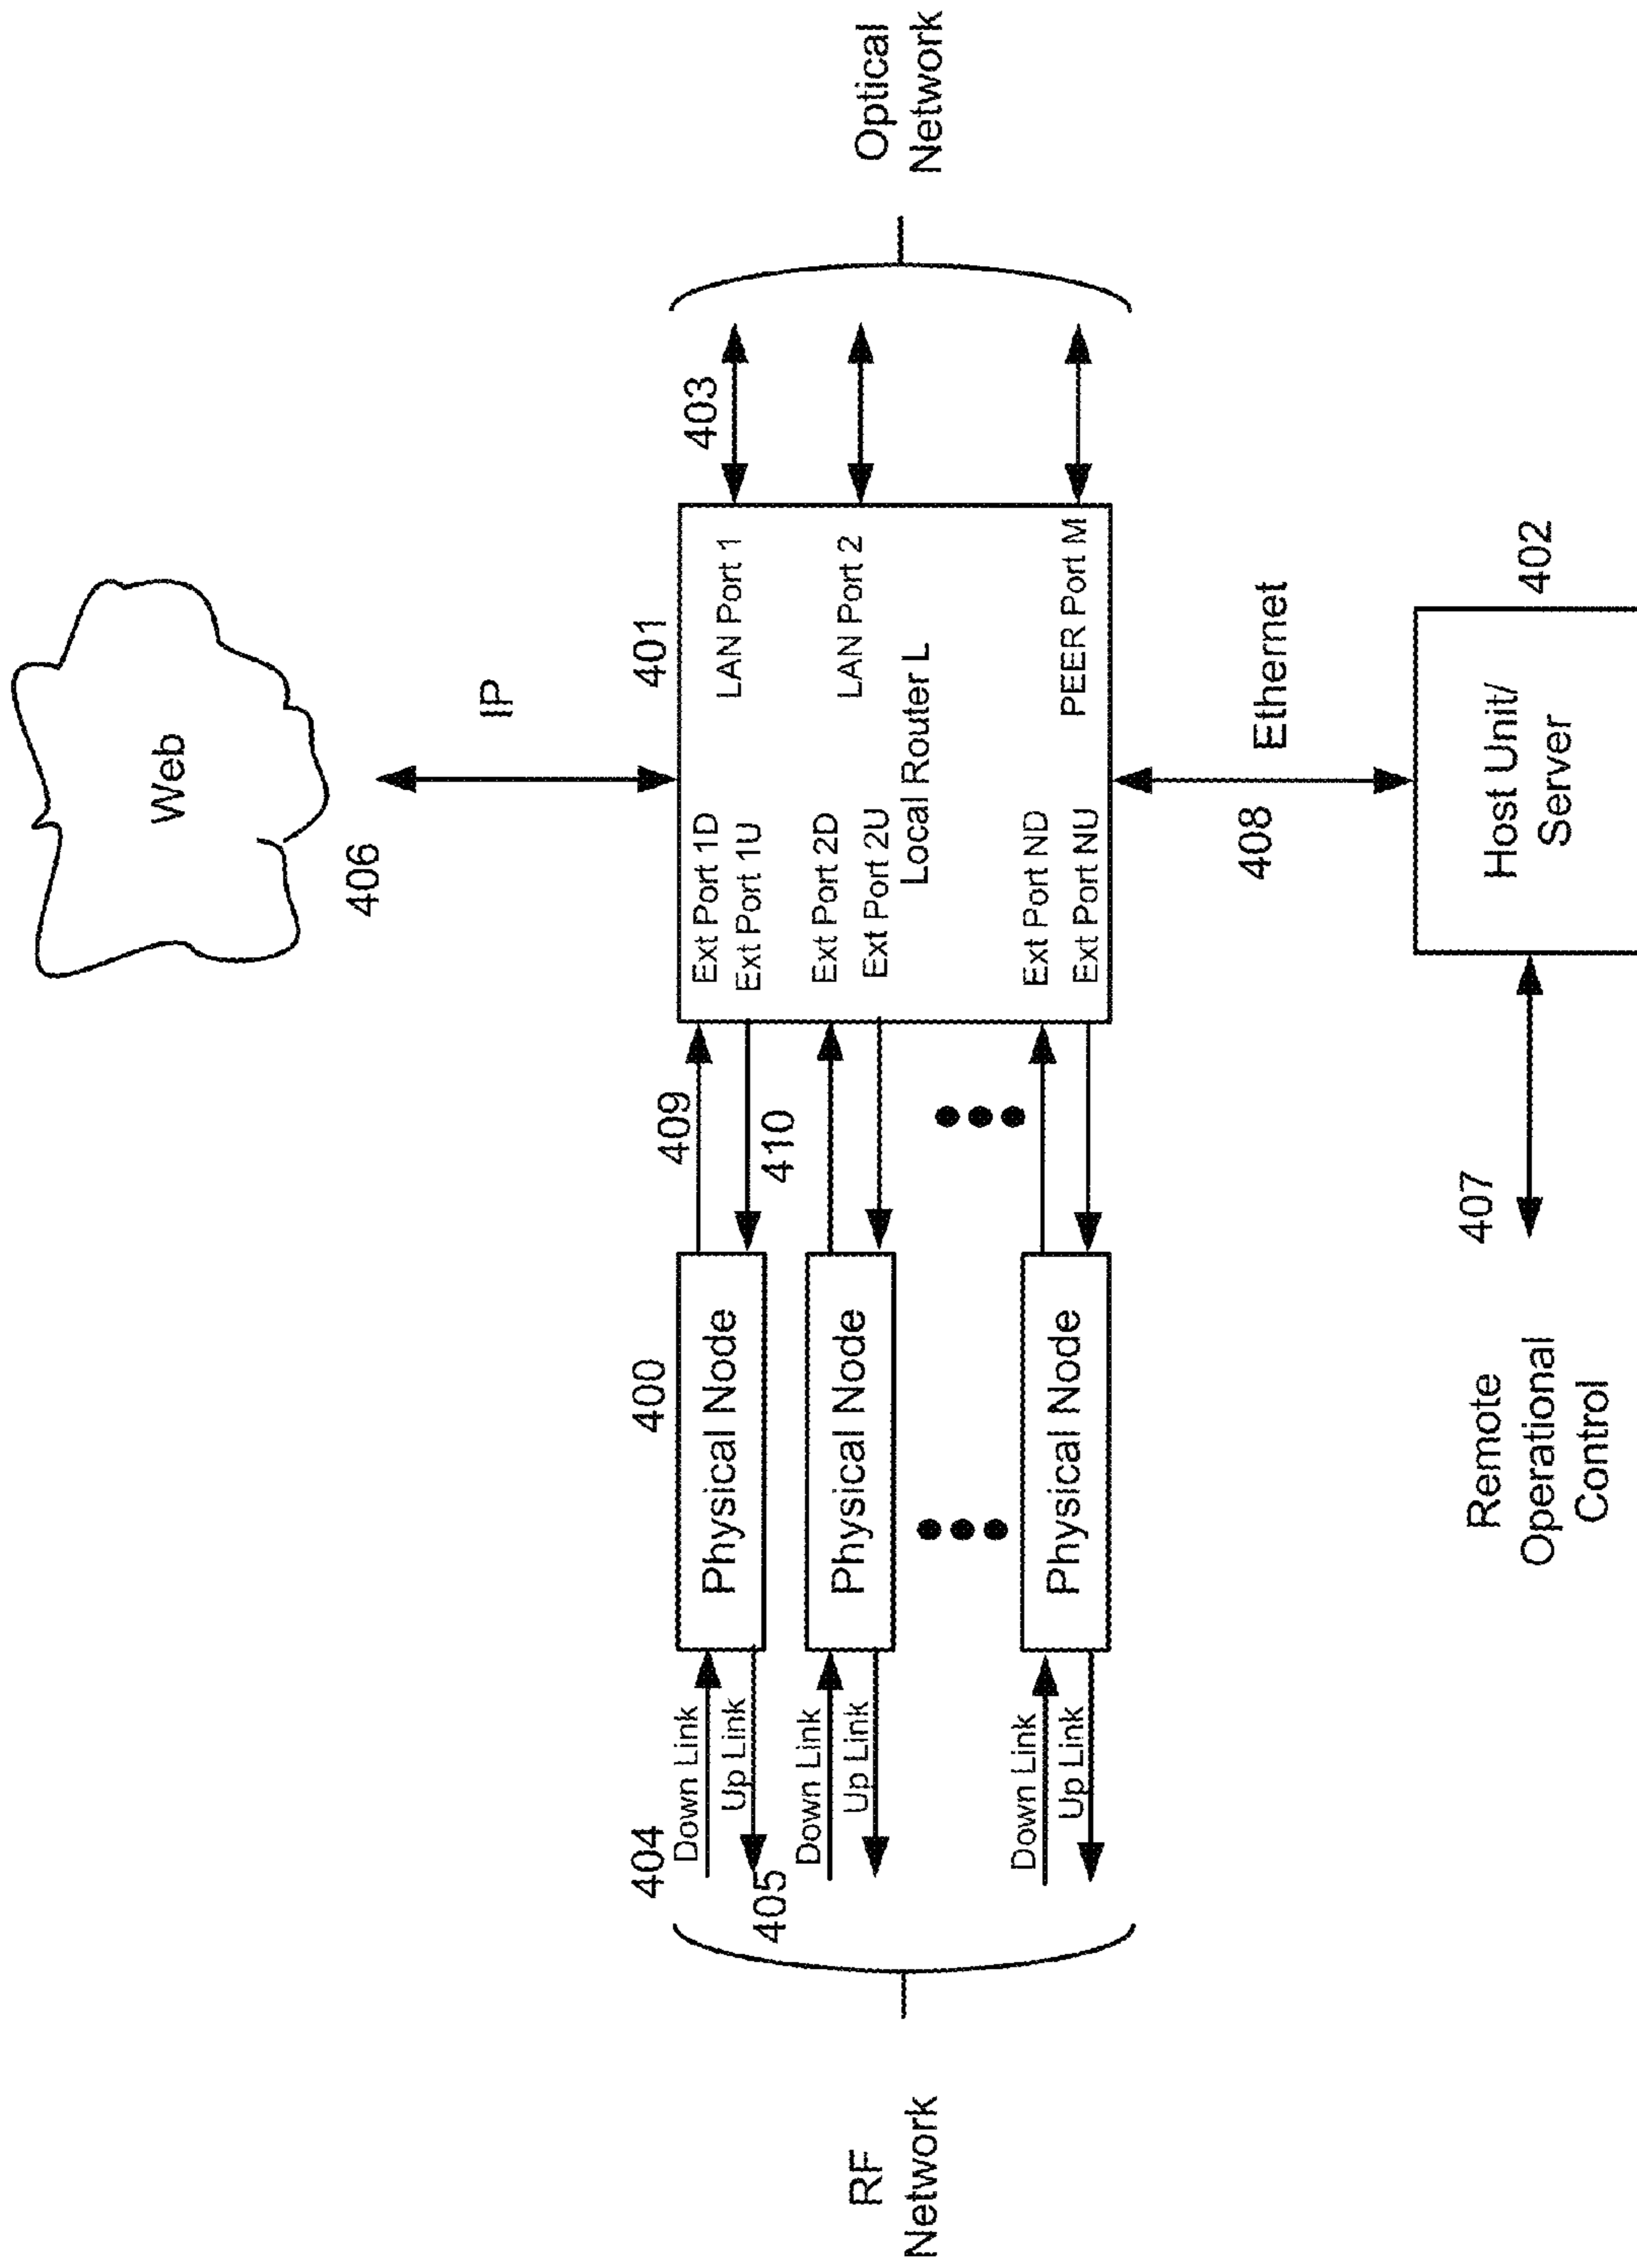 Web
406
IP
401
Ext Port 1D
Ext Port 1U
Ext Port 2D
Ext Port 2U
Local Router L
Ext Port ND
Ext Port NU
LAN Port 1
LAN Port 2
PEER Port M
403
Optical
Network
RF
Network
404
Down Link
Up Link
405
Down Link
Up Link
Down Link
Up Link
400
Physical Node
Physical Node
Physical Node
409
410
408
Ethernet
Host Unit/
Server
402
407
Remote
Operational
Control